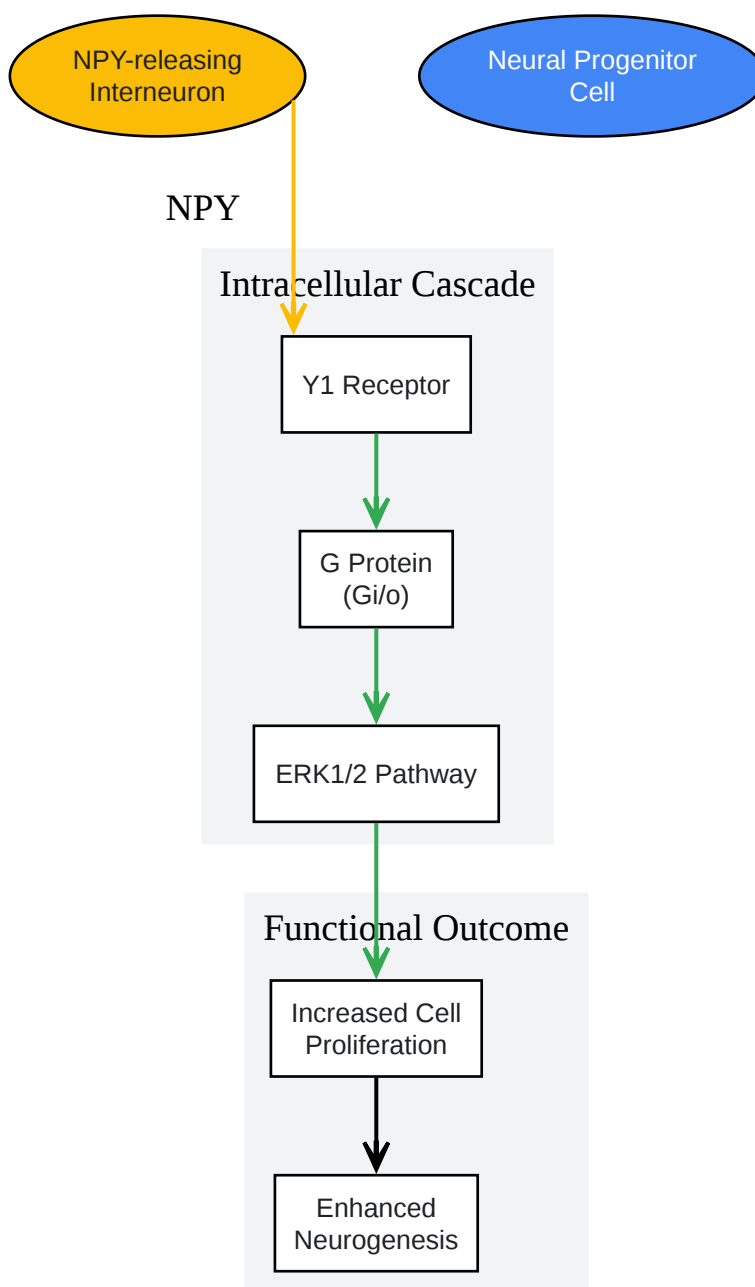 NPY-releasing
Interneuron
Neural Progenitor
Cell
NPY
Intracellular Cascade
Y1 Receptor
G Protein
(Gi/o)
ERK1/2 Pathway
Functional Outcome
Increased Cell
Proliferation
Enhanced
Neurogenesis